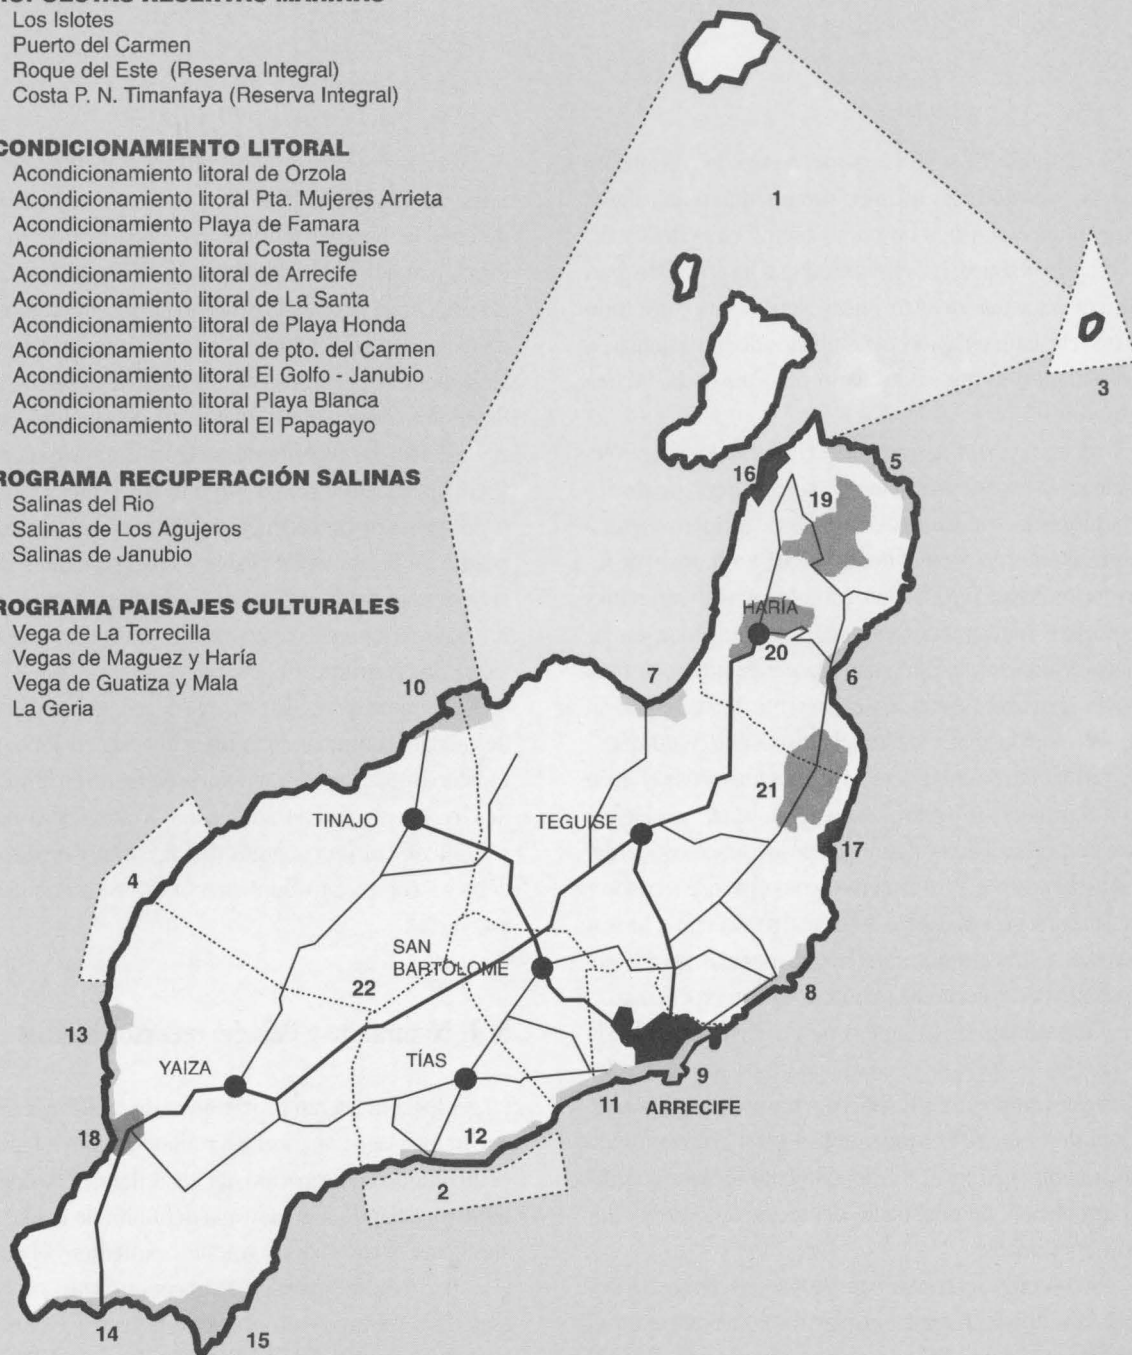 Los Islotes
Puerto del Carmen
Roque del Este (Reserva Integral)
Costa P. N. Timanfaya (Reserva Integral)
CONDICIONAMIENTO LITORAL
Acondicionamiento litoral de Orzola
Acondicionamiento litoral Pta. Mujeres Arrieta
Acondicionamiento Playa de Famara
Acondicionamiento litoral Costa Teguise
Acondicionamiento litoral de Arrecife
Acondicionamiento litoral de La Santa
Acondicionamiento litoral de Playa Honda
Acondicionamiento litoral de pto. del Carmen
Acondicionamiento litoral El Golfo - Janubio
Acondicionamiento litoral Playa Blanca
Acondicionamiento litoral El Papagayo
ROGRAMA RECUPERACIÓN SALINAS
Salinas del Rio
Salinas de Los Agujeros
Salinas de Janubio
ROGRAMA PAISAJES CULTURALES
Vega de La Torrecilla
Vegas de Maguez y Haría
Vega de Guatiza y Mala
La Geria
1
3
5
16
19
HARÍA
20
6
7
10
21
TINAJO
TEGUISE
17
4
SAN
BARTOLOME
22
8
13
YAIZA
TÍAS
9
11
ARRECIFE
18
12
2
14
15